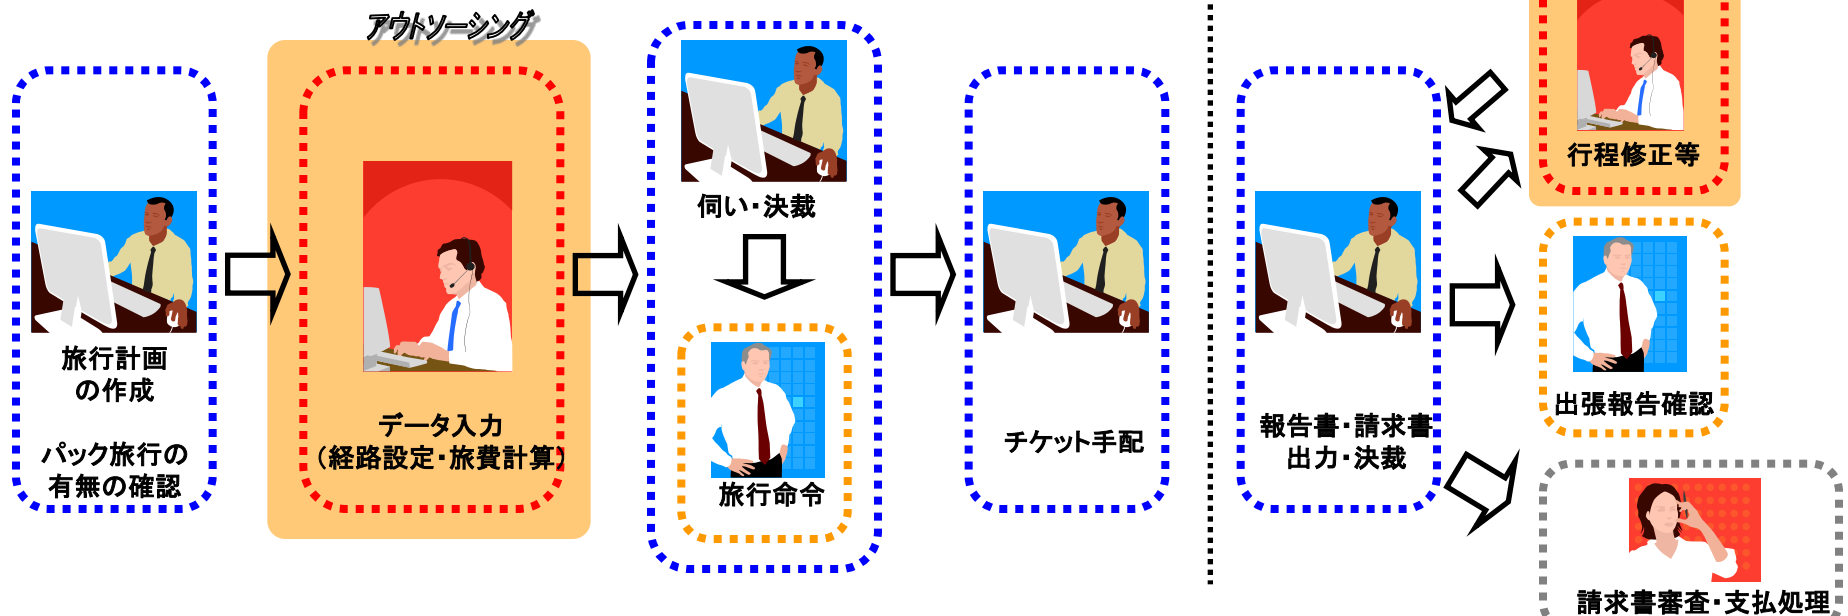 アウトソーシング
旅行計画
の作成
パック旅行の
有無の確認
データ入力
(経路設定・旅費計算)
伺い・決裁
旅行命令
チケット手配
報告書・請求書
出力・決裁
行程修正等
出張報告確認
請求書審査・支払処理